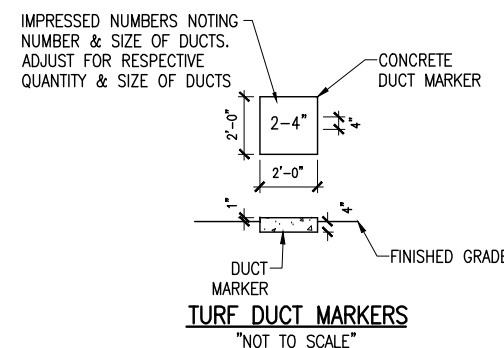 IMPRESSED NUMBERS NOTING
NUMBER & SIZE OF DUCTS.
ADJUST FOR RESPECTIVE
QUANTITY & SIZE OF DUCTS
CONCRETE
DUCT MARKER
2'-0"
2-4"
4"
2'-0"
1"
4"
FINISHED GRADE
DUCT
MARKER
TURF DUCT MARKERS
"NOT TO SCALE"